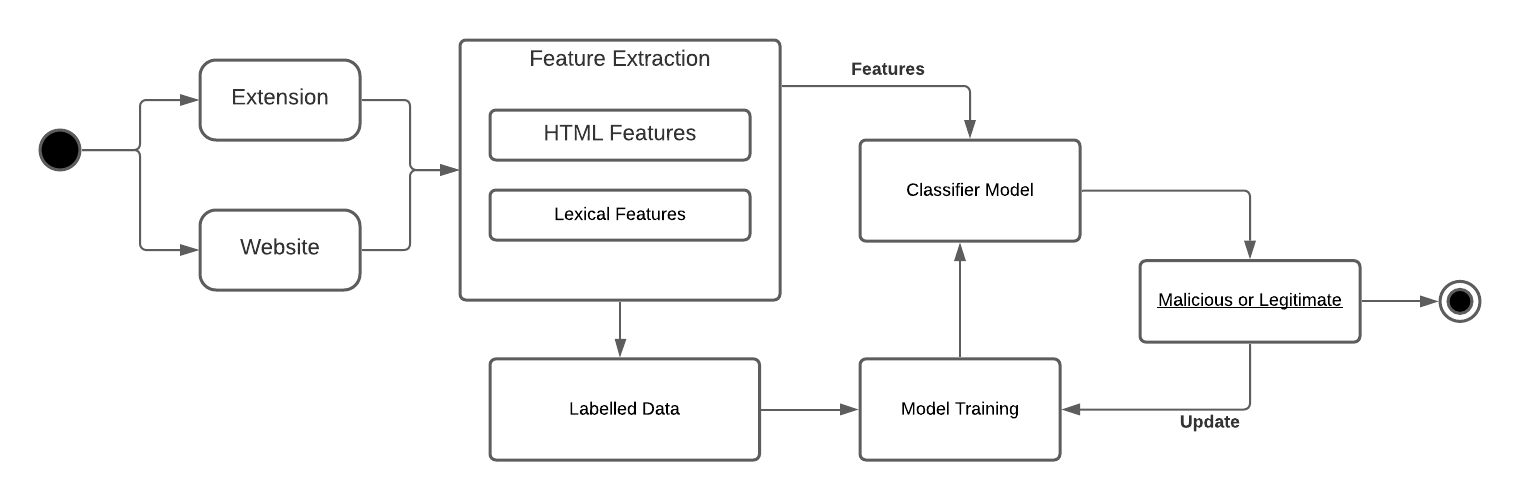 Extension
Website
Feature Extraction
HTML Features
Lexical Features
Features
Classifier Model
Malicious or Legitimate
Labelled Data
Model Training
Update